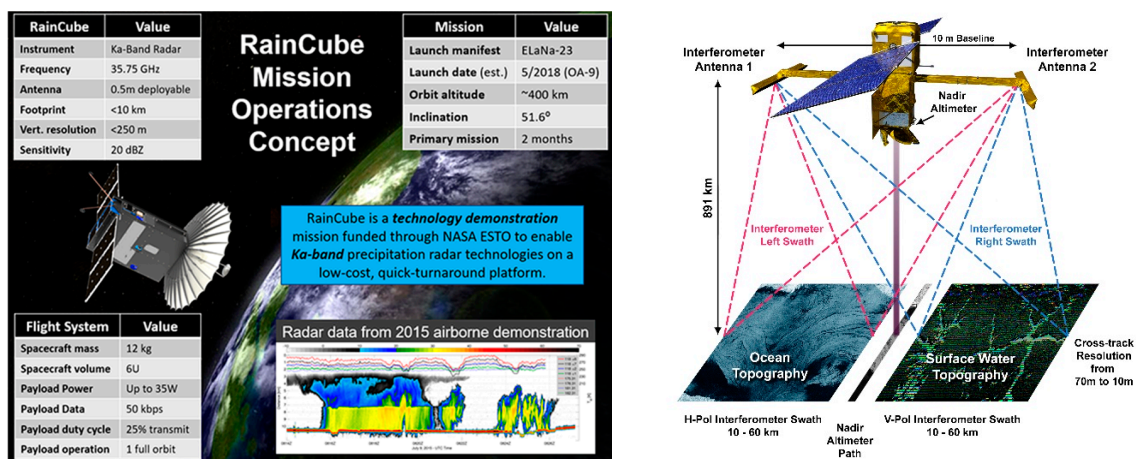 RainCube Value
Instrument Ka-Band Radar
Frequency 35.75 GHz
Antenna 0.5m deployable
Footprint <10 km
Vert. resolution <250 m
Sensitivity 20 dBZ
RainCube
Mission
Operations
Concept
Mission Value
Launch manifest ELaNa-23
Launch date (est.) 5/2018 (OA-9)
Orbit altitude ~400 km
Inclination 51.6⁰
Primary mission 2 months
RainCube is a technology demonstration
mission funded through NASA ESTO to enable
Ka-band precipitation radar technologies on a
low-cost, quick-turnaround platform.
Flight System Value
Spacecraft mass 12 kg
Spacecraft volume 6U
Payload Power Up to 35W
Payload Data 50 kbps
Payload duty cycle 25% transmit
Payload operation 1 full orbit
Radar data from 2015 airborne demonstration
Interferometer
Antenna 1
10 m Baseline
Interferometer
Antenna 2
Nadir
Altimeter
891 km
Interferometer
Left Swath
Interferometer
Right Swath
Ocean
Topography
Surface Water
Topography
Cross-track
Resolution
from
70m to 10m
H-Pol Interferometer Swath
10 - 60 km
Nadir
Altimeter
Path
V-Pol Interferometer Swath
10 - 60 km